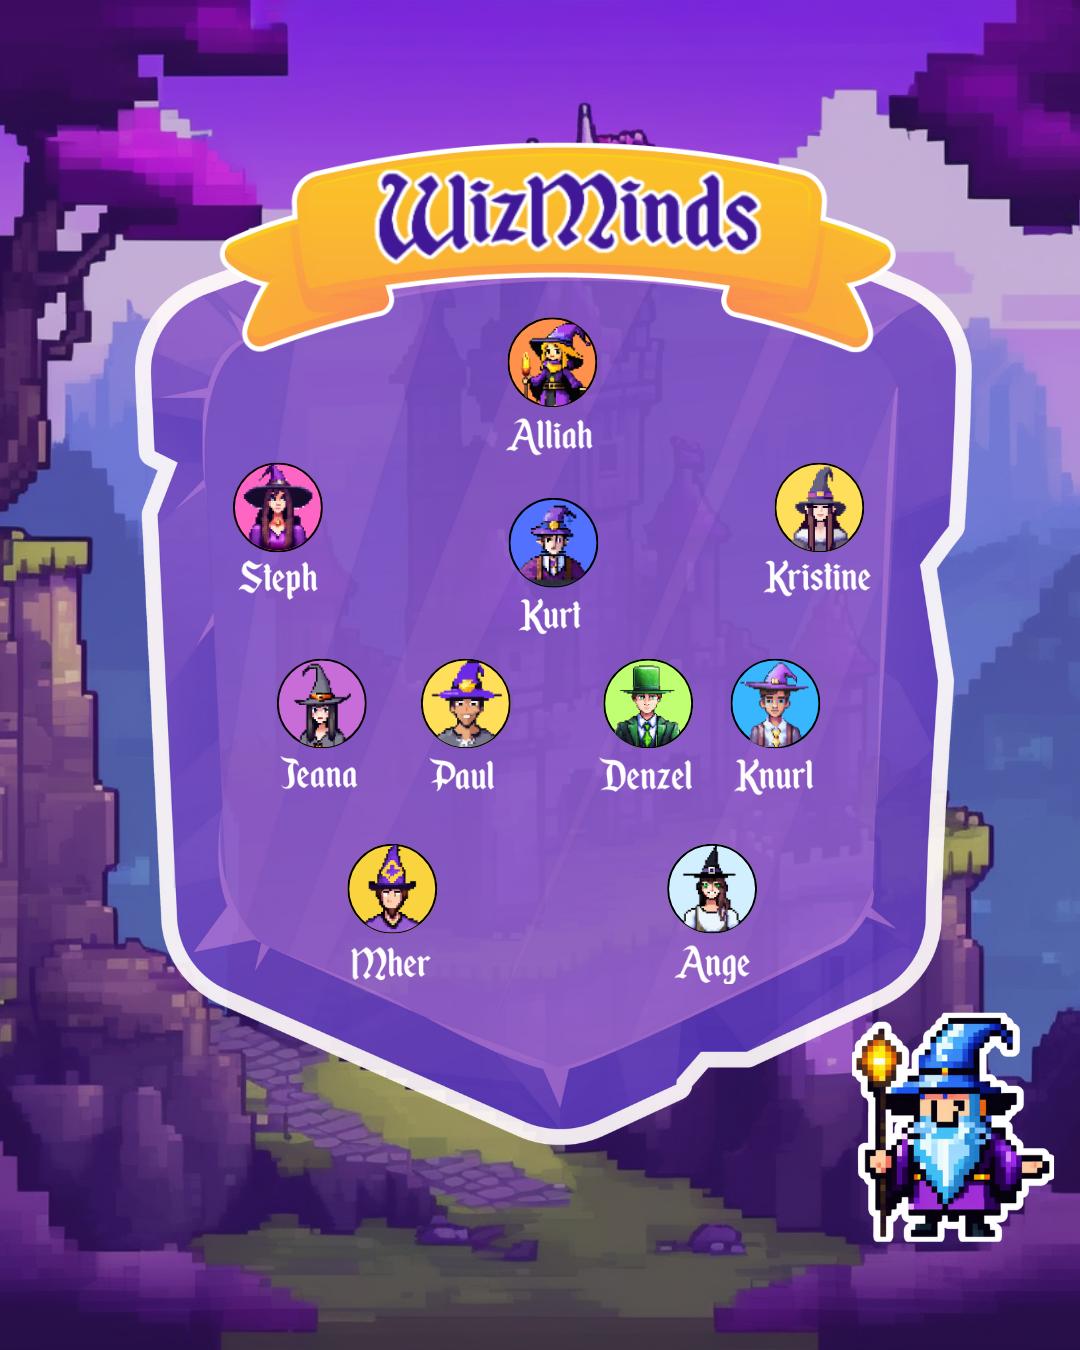 WizMinds
Alliah
Steph
Kurt
Kristine
Jeana
Paul
Denzel
Knurl
Mher
Ange